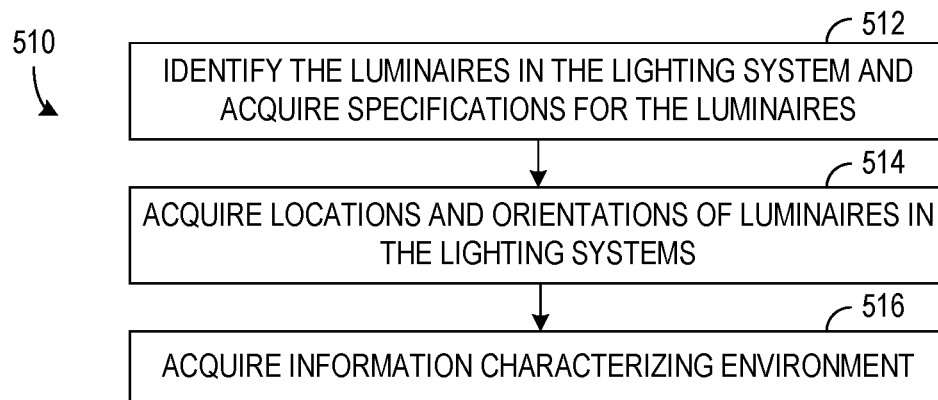 510
512
IDENTIFY THE LUMINAIRES IN THE LIGHTING SYSTEM AND
ACQUIRE SPECIFICATIONS FOR THE LUMINAIRES
514
ACQUIRE LOCATIONS AND ORIENTATIONS OF LUMINAIRES IN
THE LIGHTING SYSTEMS
516
ACQUIRE INFORMATION CHARACTERIZING ENVIRONMENT